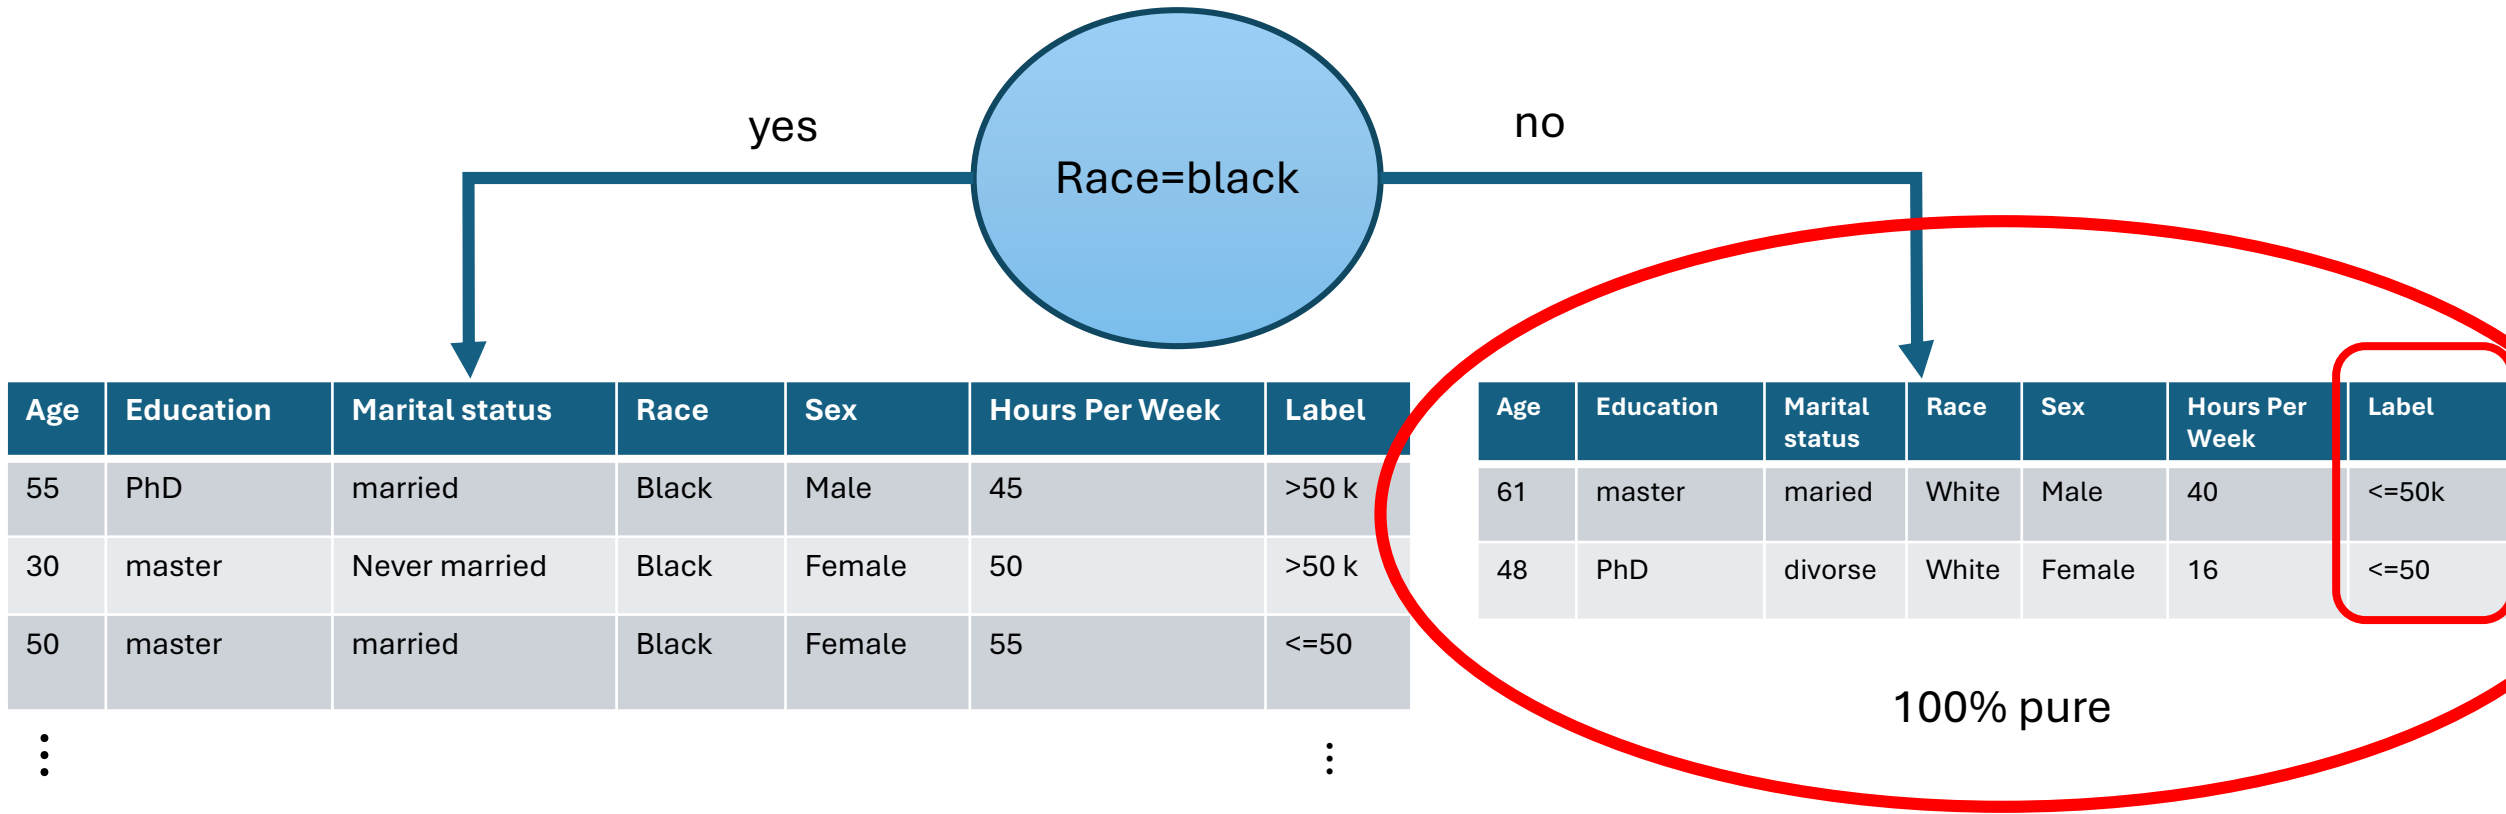 yes
no
Race=black
Age Education Marital status Race Sex Hours Per Week Label
55 PhD married Black Male 45 >50 k
30 master Never married Black Female 50 >50 k
50 master married Black Female 55 <=50
Age Education Marital Race Sex Hours Per Label
status Week
61 master maried White Male 40 <=50k
48 PhD divorse White Female 16 <=50
100% pure